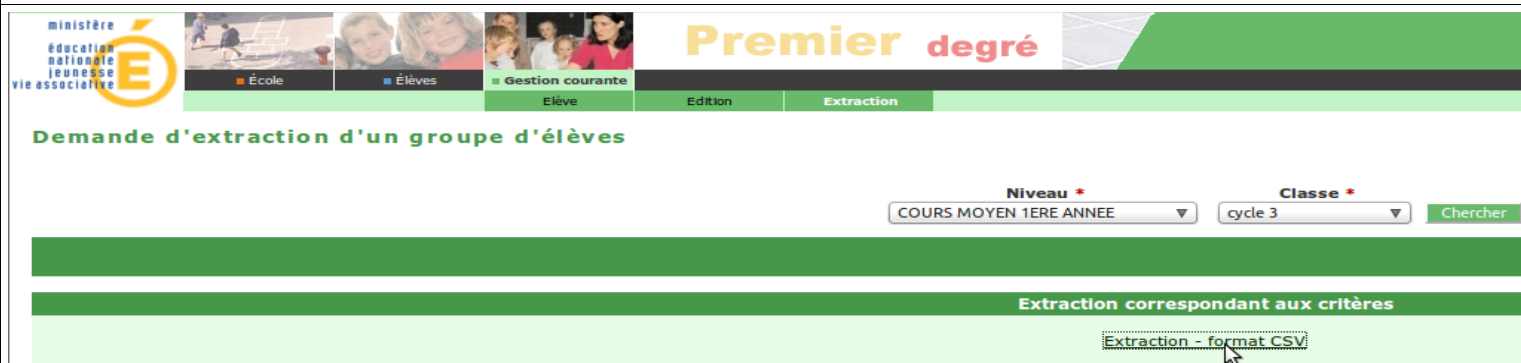 ministère
éducation
nationale
jeunesse
vie associative
É
Premier degré
École
Élèves
Gestion courante
Elève
Edition
Extraction
Demande d'extraction d'un groupe d'élèves
Niveau *
Classe *
COURS MOYEN 1ERE ANNEE
cycle 3
Chercher
Extraction correspondant aux critères
Extraction - format CSV